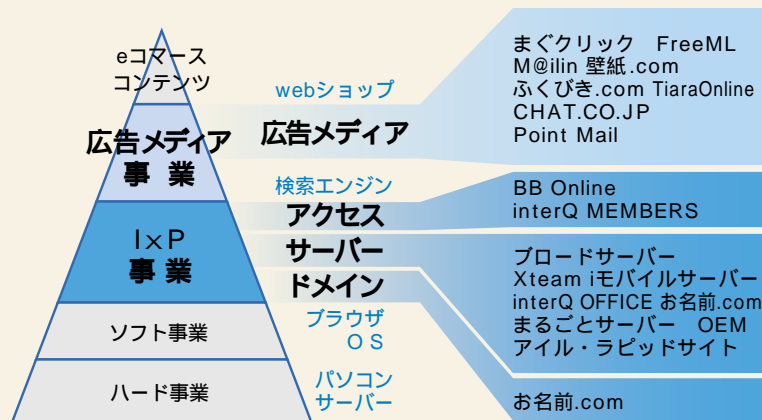 eコマース
コンテンツ
広告メディア
事 業
I×P
事 業
ソフト事業
ハード事業
webショップ
広告メディア
検索エンジン
アクセス
サーバー
ドメイン
ブラウザ
O S
パソコン
サーバー
まぐクリック FreeML
M@ilin 壁紙.com
ふくびき.com TiaraOnline
CHAT.CO.JP
Point Mail
BB Online
interQ MEMBERS
ブロードサーバー
Xteam iモバイルサーバー
interQ OFFICE お名前.com
まるごとサーバー OEM
アイル・ラピッドサイト
お名前.com